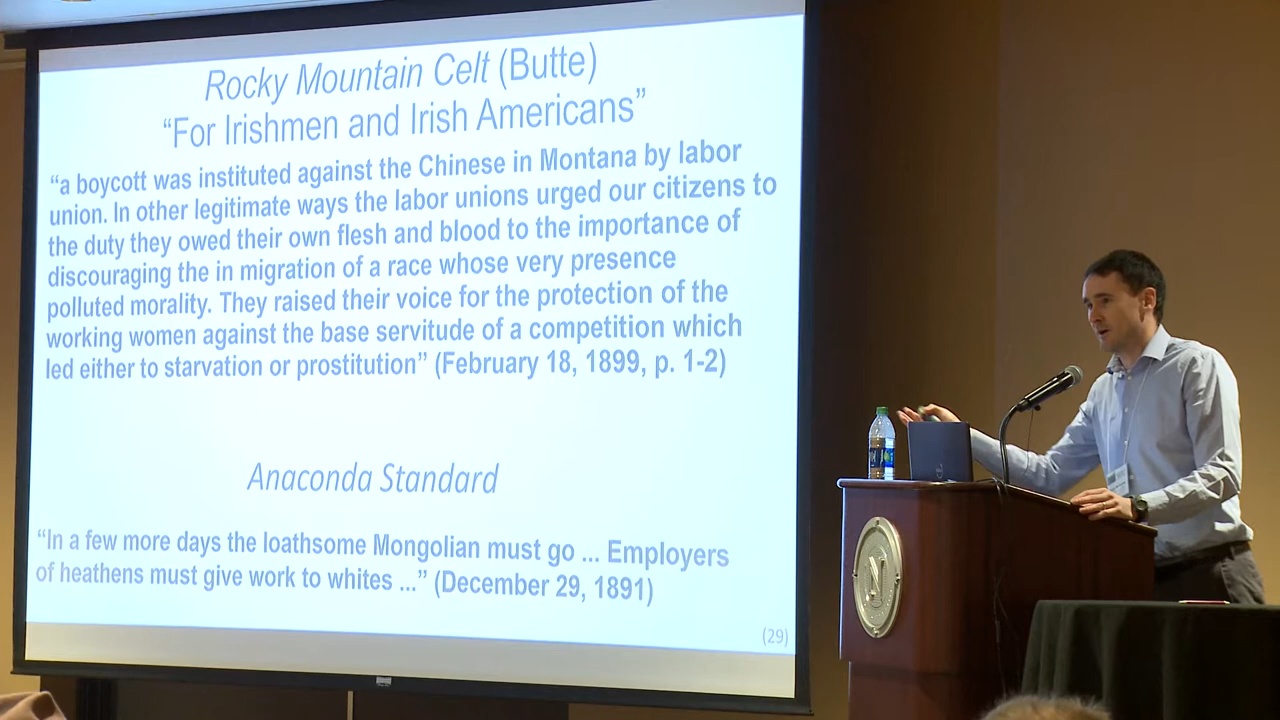 Rocky Mountain Celt (Butte)
“For Irishmen and Irish Americans”
“a boycott was instituted against the Chinese in Montana by labor
union. In other legitimate ways the labor unions urged our citizens to
the duty they owed their own flesh and blood to the importance of
discouraging the in migration of a race whose very presence
polluted morality. They raised their voice for the protection of the
working women against the base servitude of a competition which
led either to starvation or prostitution” (February 18, 1899, p. 1-2)
Anaconda Standard
“In a few more days the loathsome Mongolian must go ... Employers
of heathens must give work to whites ...” (December 29, 1891)
(29)
N